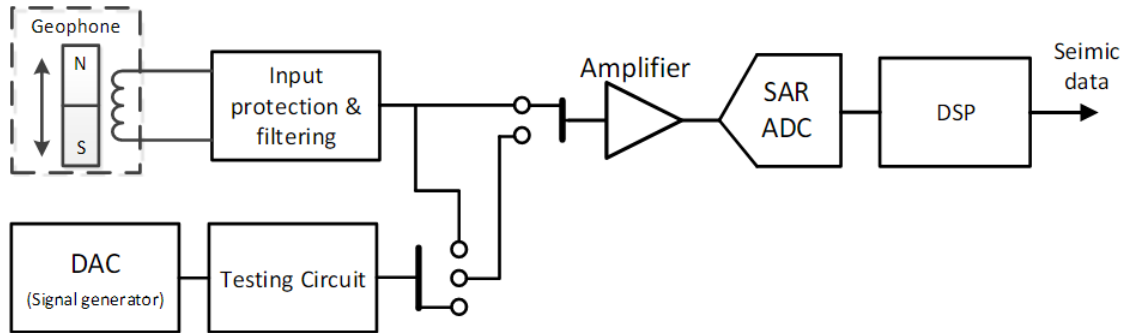 Geophone
N
S
Input
protection &
filtering
Amplifier
SAR
ADC
DSP
Seimic
data
DAC
(Signal generator)
Testing Circuit